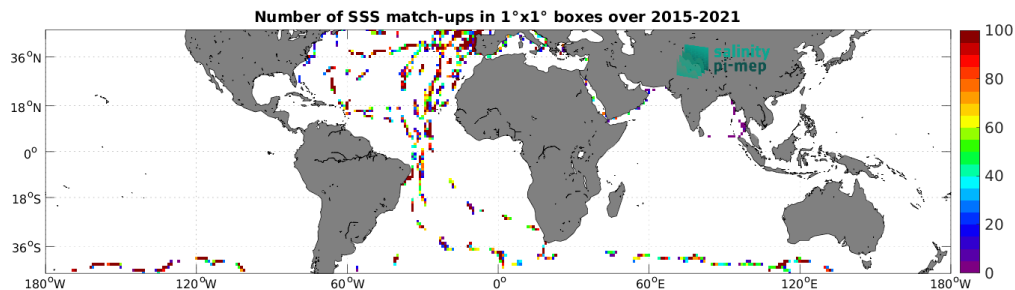 Number of SSS match-ups in 1°x1° boxes over 2015-2021
salinity
pi-mep
36°N
18°N
0°
18°S
36°S
180°W
120°W
60°W
0°
60°E
120°E
180°W
100
80
60
40
20
0